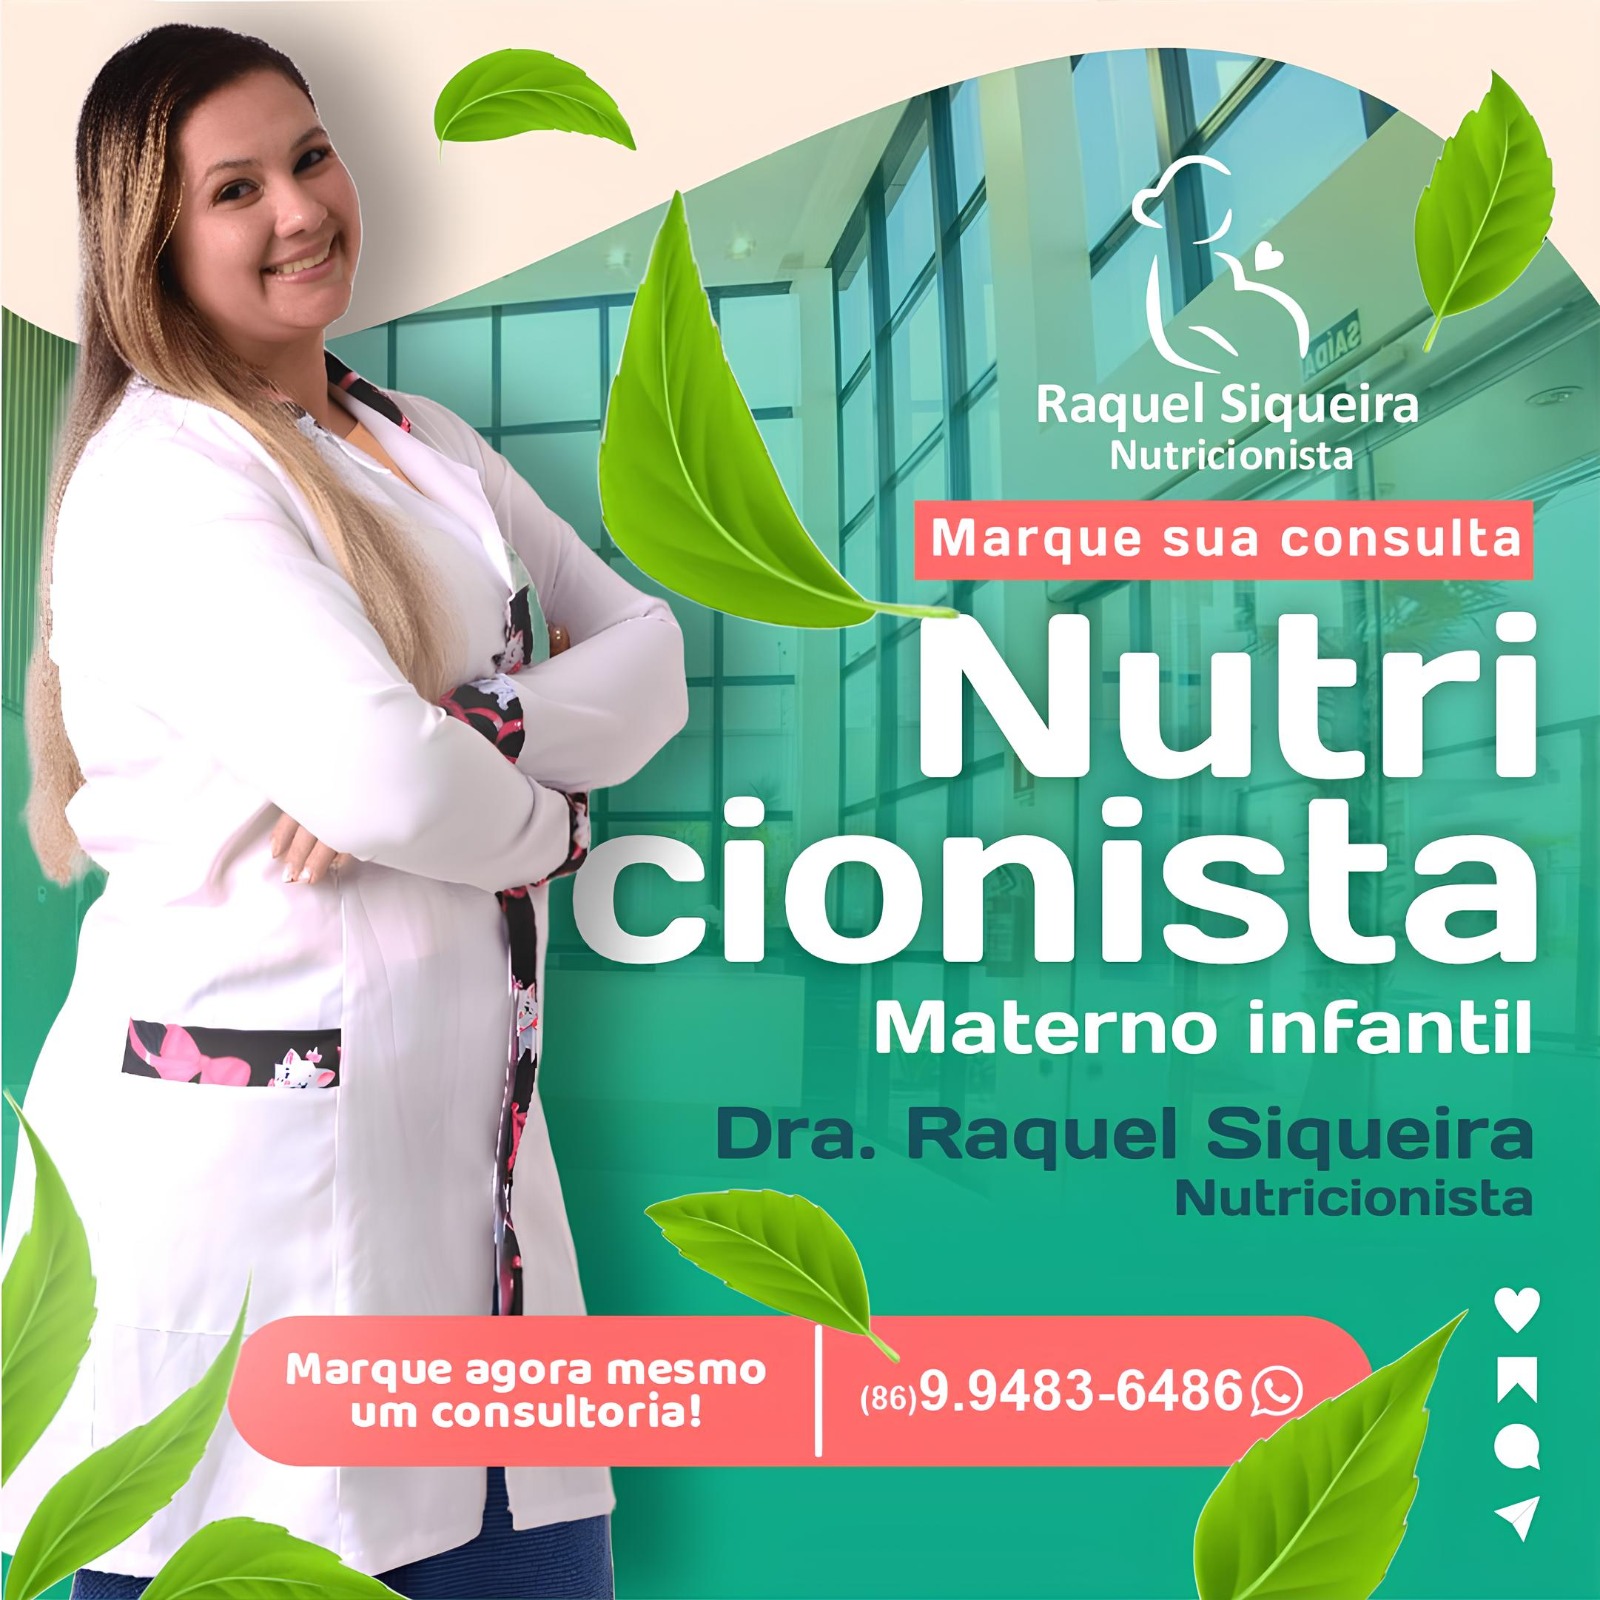 SAÍDA
Raquel Siqueira
Nutricionista
Marque sua consulta
Nutri
cionista
Materno infantil
Dra. Raquel Siqueira
Nutricionista
Marque agora mesmo
um consultoria!
(86)9.9483-6486